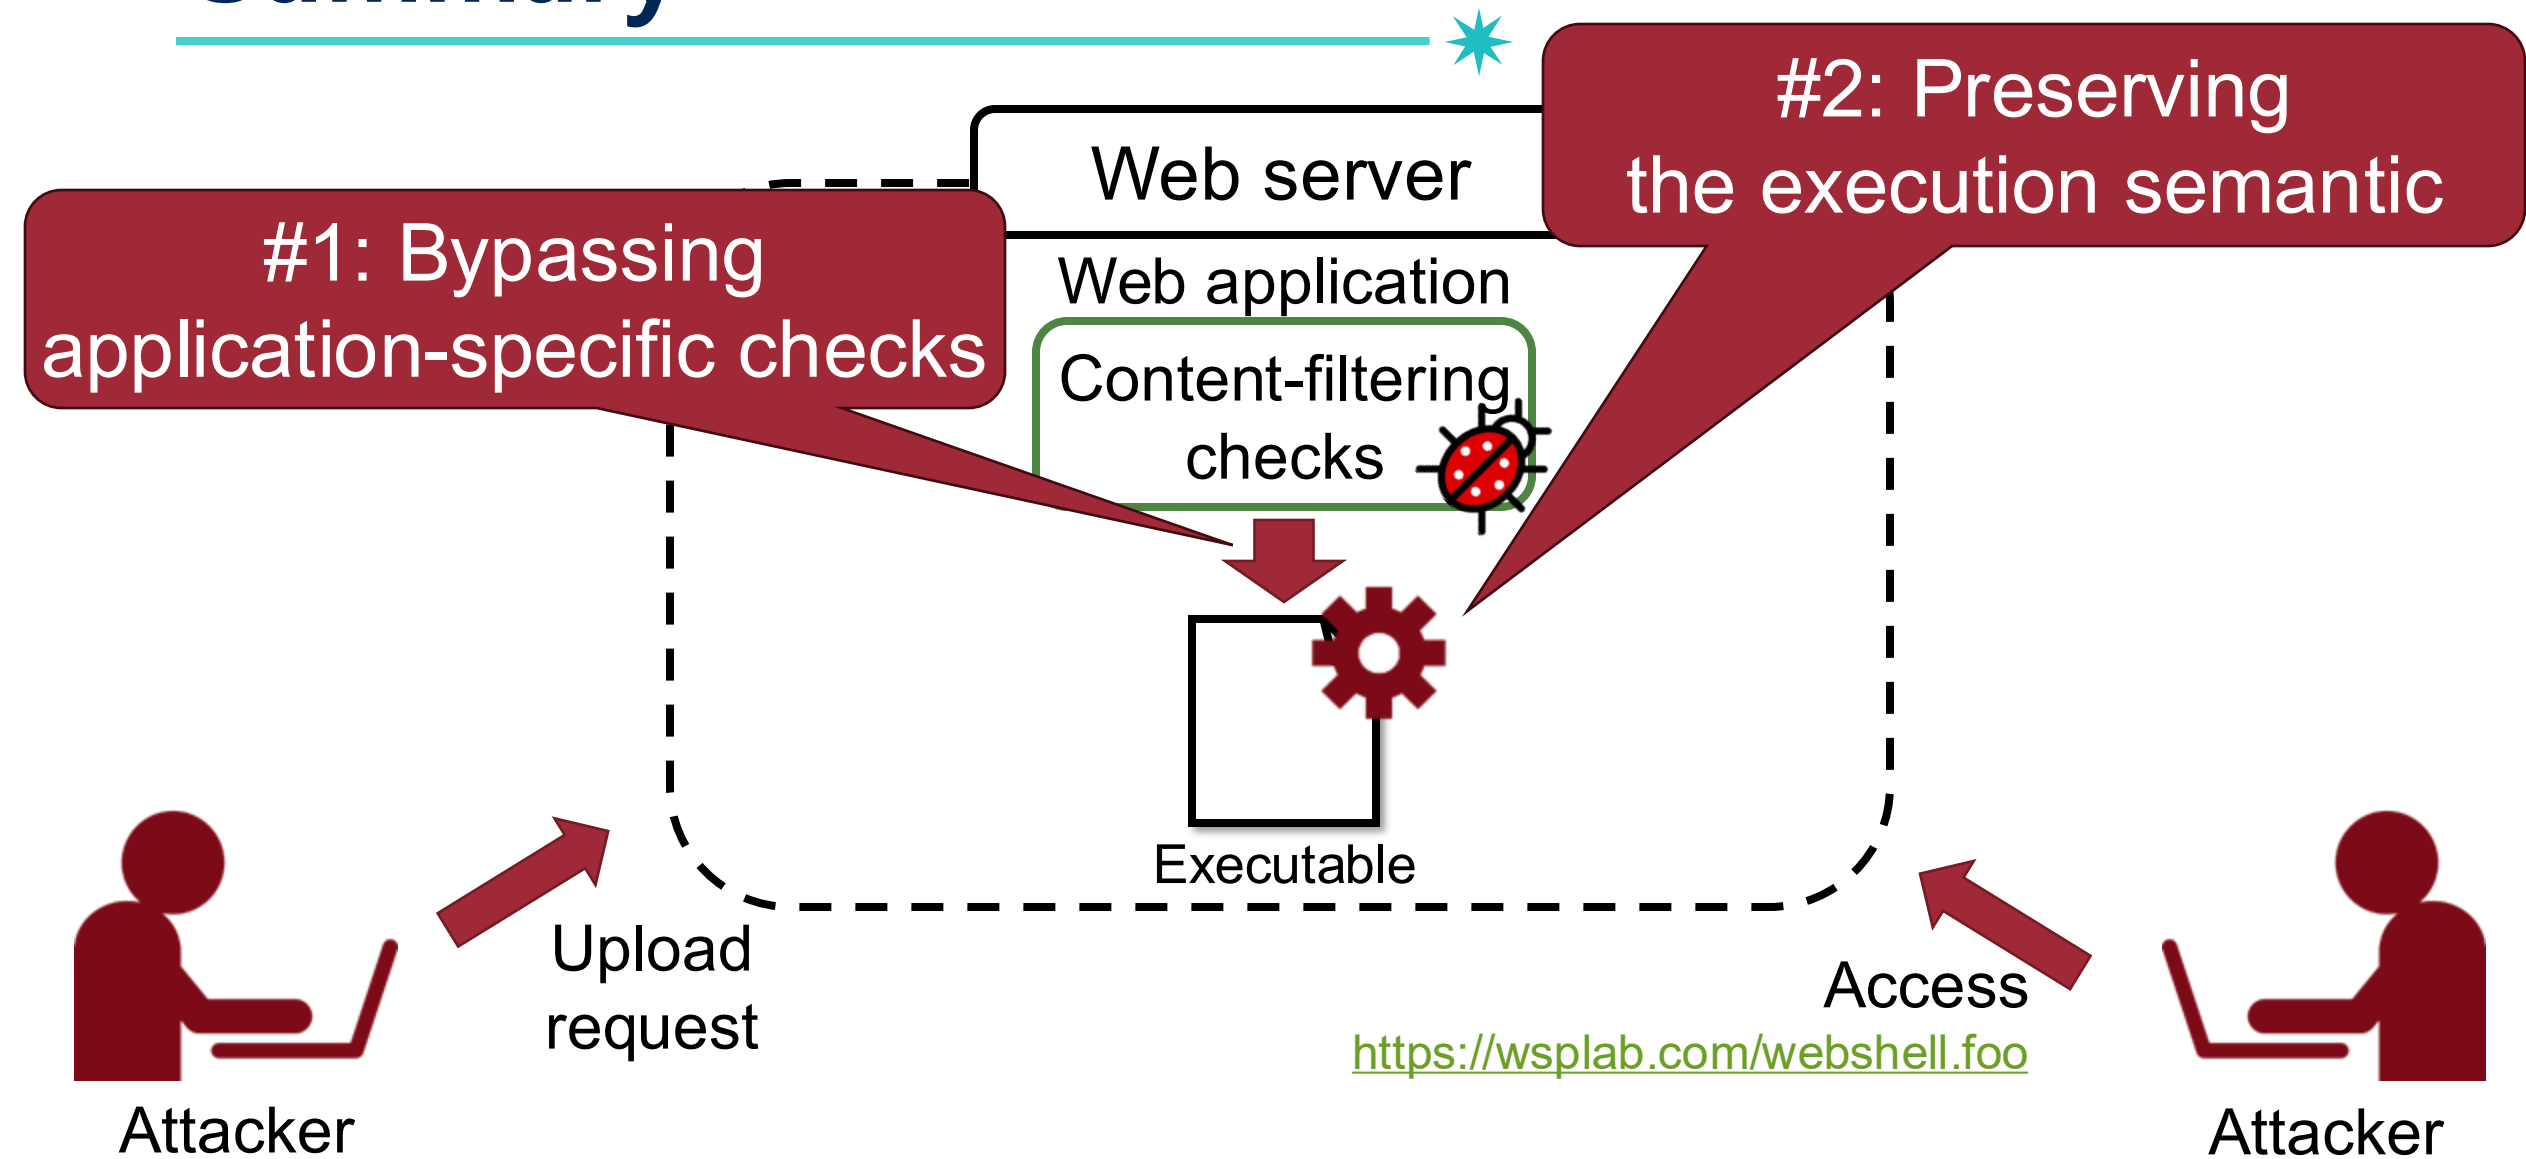 Summary
#2: Preserving
the execution semantic
Web server
#1: Bypassing
application-specific checks
Web application
Content-filtering
checks
Executable
Upload
request
Access
https://wsplab.com/webshell.foo
Attacker
Attacker